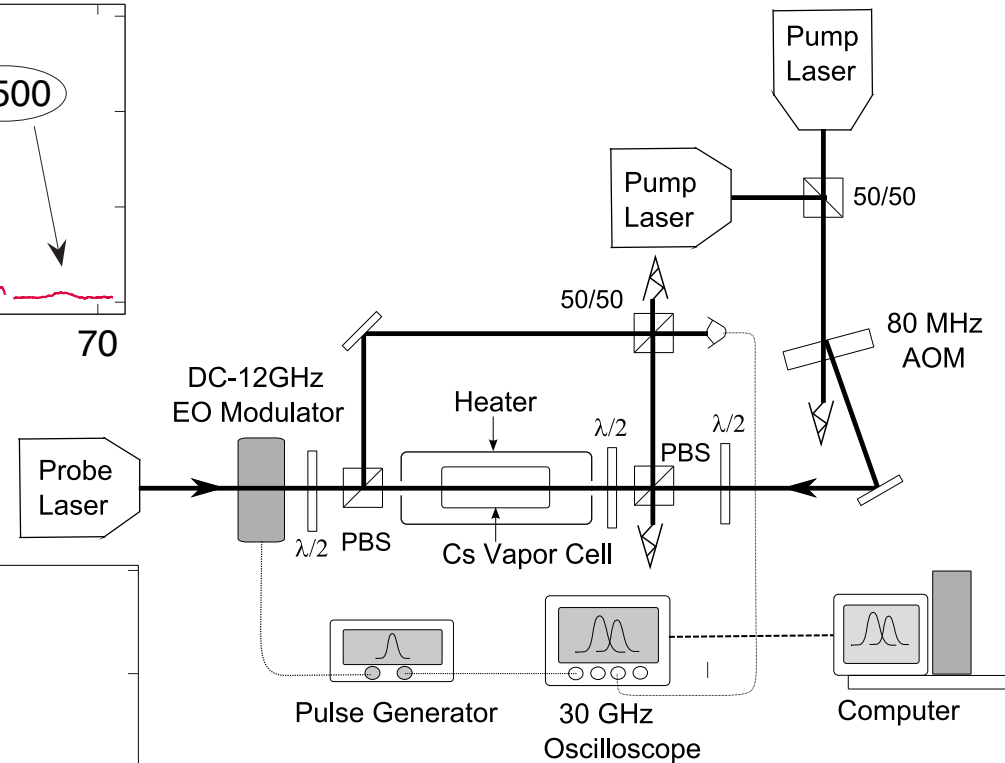 500
70
Pump
Laser
Pump
Laser
50/50
50/50
80 MHz
AOM
DC-12GHz
EO Modulator
Heater
λ/2
PBS
λ/2
Probe
Laser
λ/2
PBS
Cs Vapor Cell
Pulse Generator
30 GHz
Oscilloscope
Computer